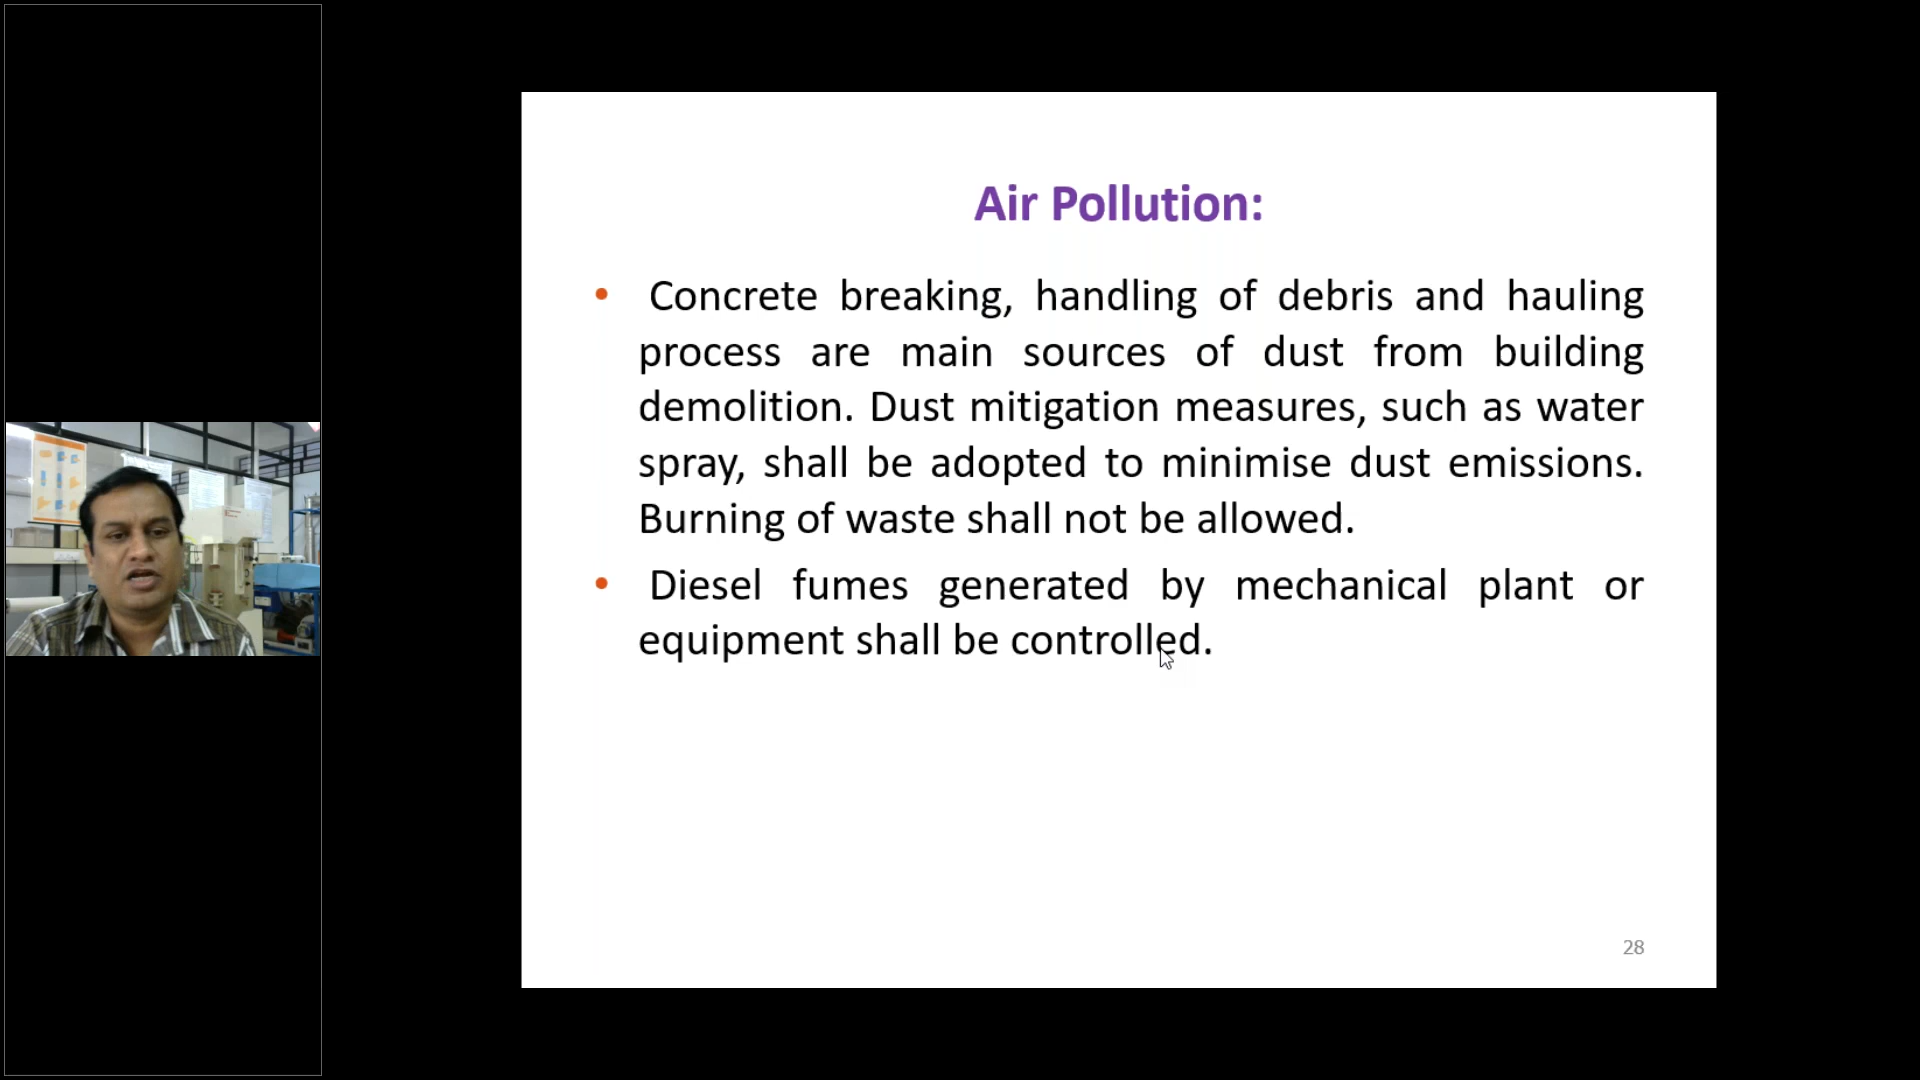 Air Pollution:
• Concrete breaking, handling of debris and hauling
process are main sources of dust from building
demolition. Dust mitigation measures, such as water
spray, shall be adopted to minimise dust emissions.
Burning of waste shall not be allowed.
• Diesel fumes generated by mechanical plant or
equipment shall be controlled.
28